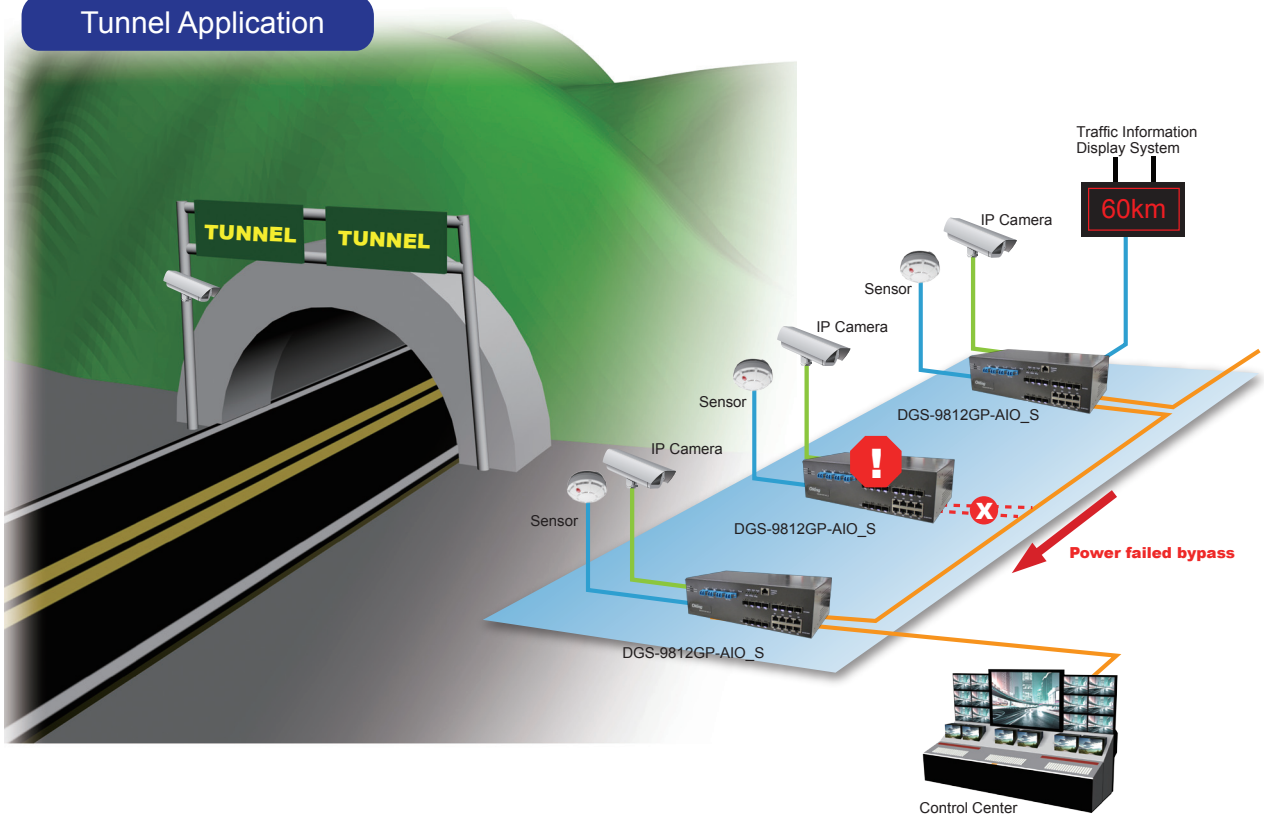 Tunnel Application
Traffic Information
Display System
60km
IP Camera
Sensor
TUNNEL
TUNNEL
IP Camera
Sensor
DGS-9812GP-AIO_S
IP Camera
Sensor
!
DGS-9812GP-AIO_S
X
Power failed bypass
DGS-9812GP-AIO_S
Control Center